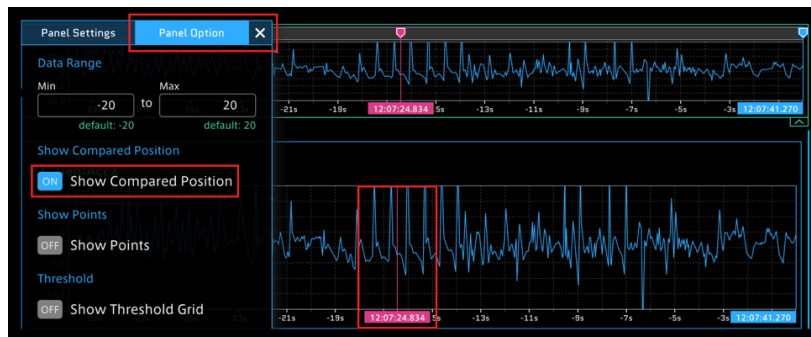 Panel Settings Panel Option ×
Data Range
Min Max
-20 to 20
default: -20 default: 20
Show Compared Position
ON Show Compared Position
Show Points
OFF Show Points
Threshold
OFF Show Threshold Grid
-21s -19s 12:07:24.834 5s -13s -11s -9s -7s -5s -3s 12:07:41.270
-21s -19s 12:07:24.834 5s -13s -11s -9s -7s -5s -3s 12:07:41.270